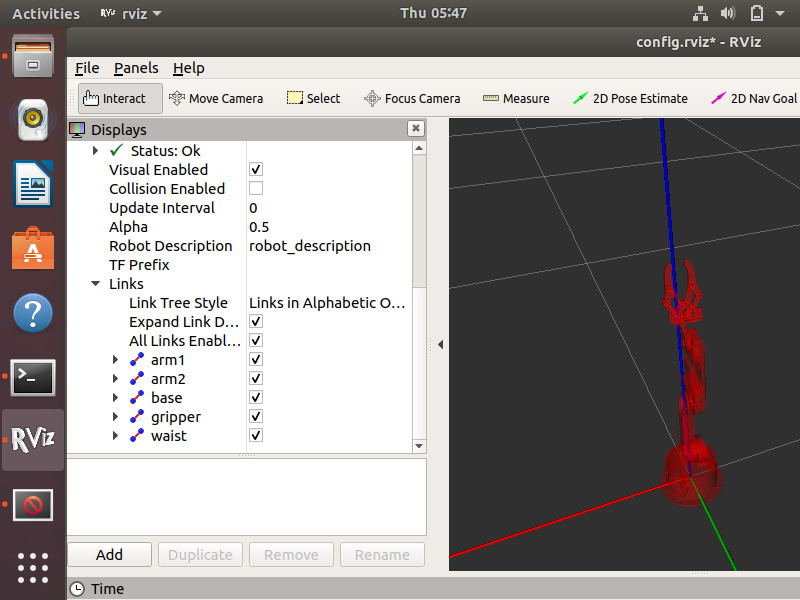 Activities RViz rviz Thu 05:47
config.rviz* - RViz
File Panels Help
Interact Move Camera Select Focus Camera Measure 2D Pose Estimate 2D Nav Goal
Displays
Status: Ok
Visual Enabled
Collision Enabled
Update Interval 0
Alpha 0.5
Robot Description robot_description
TF Prefix
Links
Link Tree Style Links in Alphabetic O...
Expand Link D...
All Links Enabl...
arm1
arm2
base
gripper
waist
RViz
Add Duplicate Remove Rename
Time